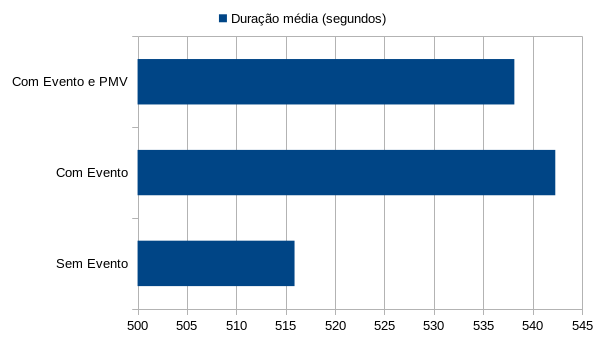 Duração média (segundos)
Com Evento e PMV
Com Evento
Sem Evento
500 505 510 515 520 525 530 535 540 545